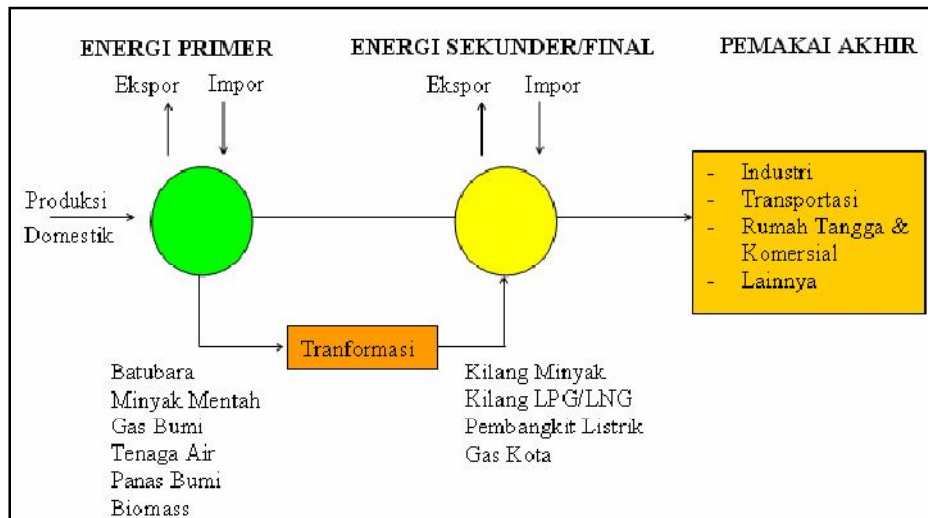 ENERGI PRIMER
ENERGI SEKUNDER/FINAL
PEMAKAI AKHIR
Ekspor
Impor
Ekspor
Impor
Produksi
Domestik
- Industri
- Transportasi
- Rumah Tangga &
Komersial
- Lainnya
Tranformasi
Batubara
Minyak Mentah
Gas Bumi
Tenaga Air
Panas Bumi
Biomass
Kilang Minyak
Kilang LPG/LNG
Pembangkit Listrik
Gas Kota